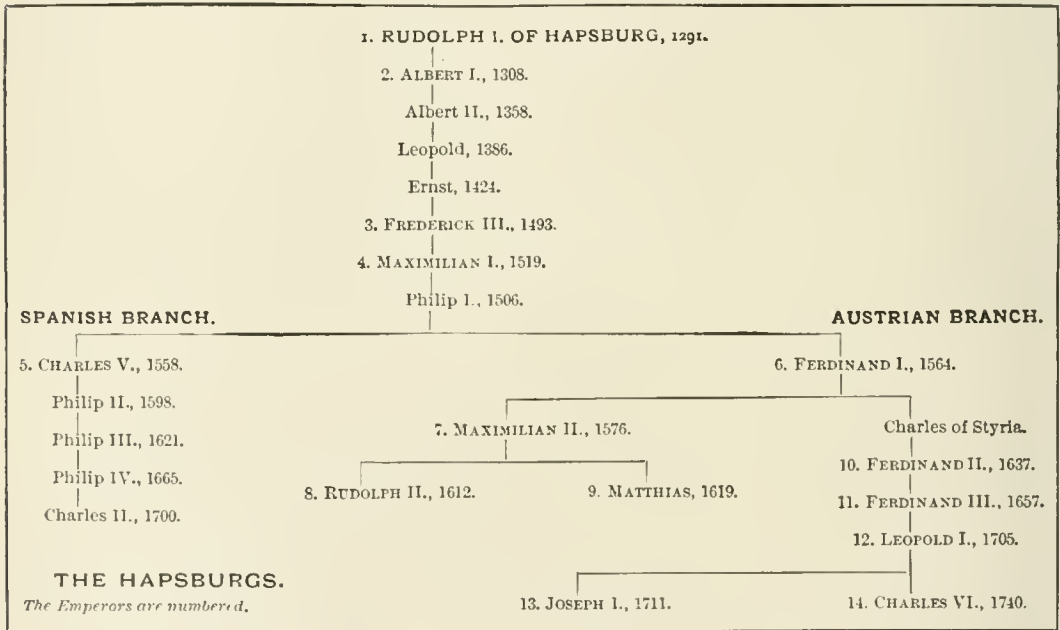 1. RUDOLPH I. OF HAPSBURG, 1291.
2. ALBERT I., 1308.
Albert II., 1358.
Leopold, 1386.
Ernst, 1424.
3. FREDERICK III., 1493.
4. MAXIMILIAN I., 1519.
Philip I., 1506.
SPANISH BRANCH.
AUSTRIAN BRANCH.
5. CHARLES V., 1558.
6. FERDINAND I., 1564.
Philip II., 1598.
7. MAXIMILIAN II., 1576.
Charles of Styria.
Philip III., 1621.
10. FERDINAND II., 1637.
Philip IV., 1665.
8. RUDOLPH II., 1612.
9. MATTHIAS, 1619.
11. FERDINAND III., 1657.
Charles II., 1700.
12. LEOPOLD I., 1705.
THE HAPSBURGS.
The Emperors are numbered.
13. JOSEPH I., 1711.
14. CHARLES VI., 1740.